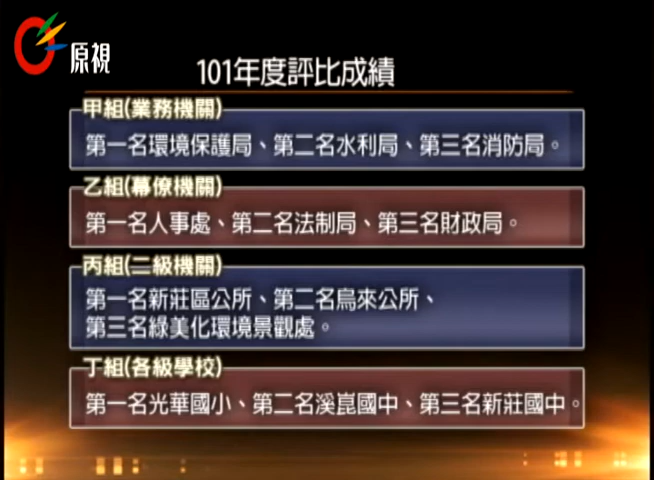 原視
101年度評比成績
甲組(業務機關)
第一名環境保護局、第二名水利局、第三名消防局。
乙組(幕僚機關)
第一名人事處、第二名法制局、第三名財政局。
丙組(二級機關)
第一名新莊區公所、第二名烏來公所、
第三名綠美化環境景觀處。
丁組(各級學校)
第一名光華國小、第二名溪崑國中、第三名新莊國中。